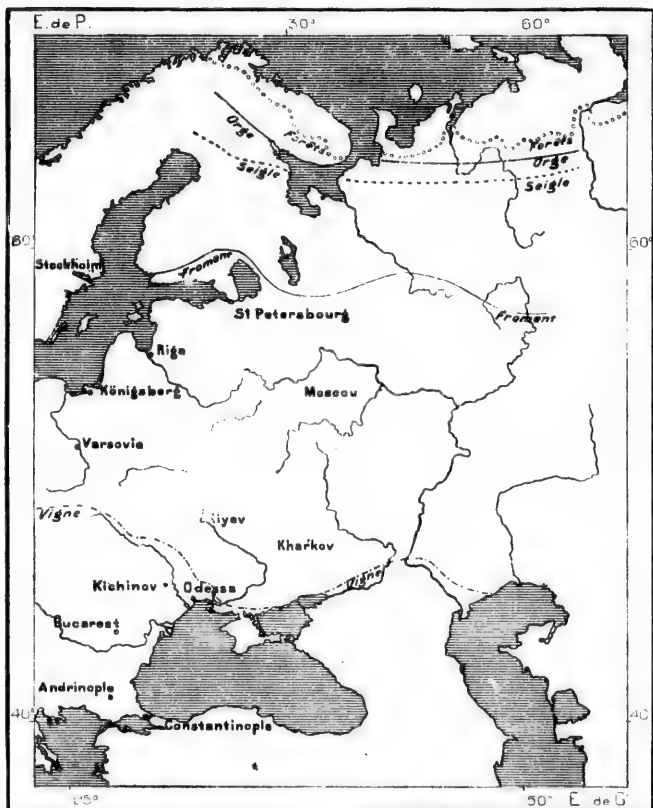 E. de P.
30°
60°
Orge
Forêts
Seigle
Forêts
Orge
Seigle
60°
60°
Stockholm
froment
St Petersbourg
froment
Riga
Königsberg
Moscou
Varsovie
Vigne
Kharkov
Vigne
Kichinov
Odessa
Bucarest
Andrinople
40°
40
Constantinople
25°
50°
E. de G.